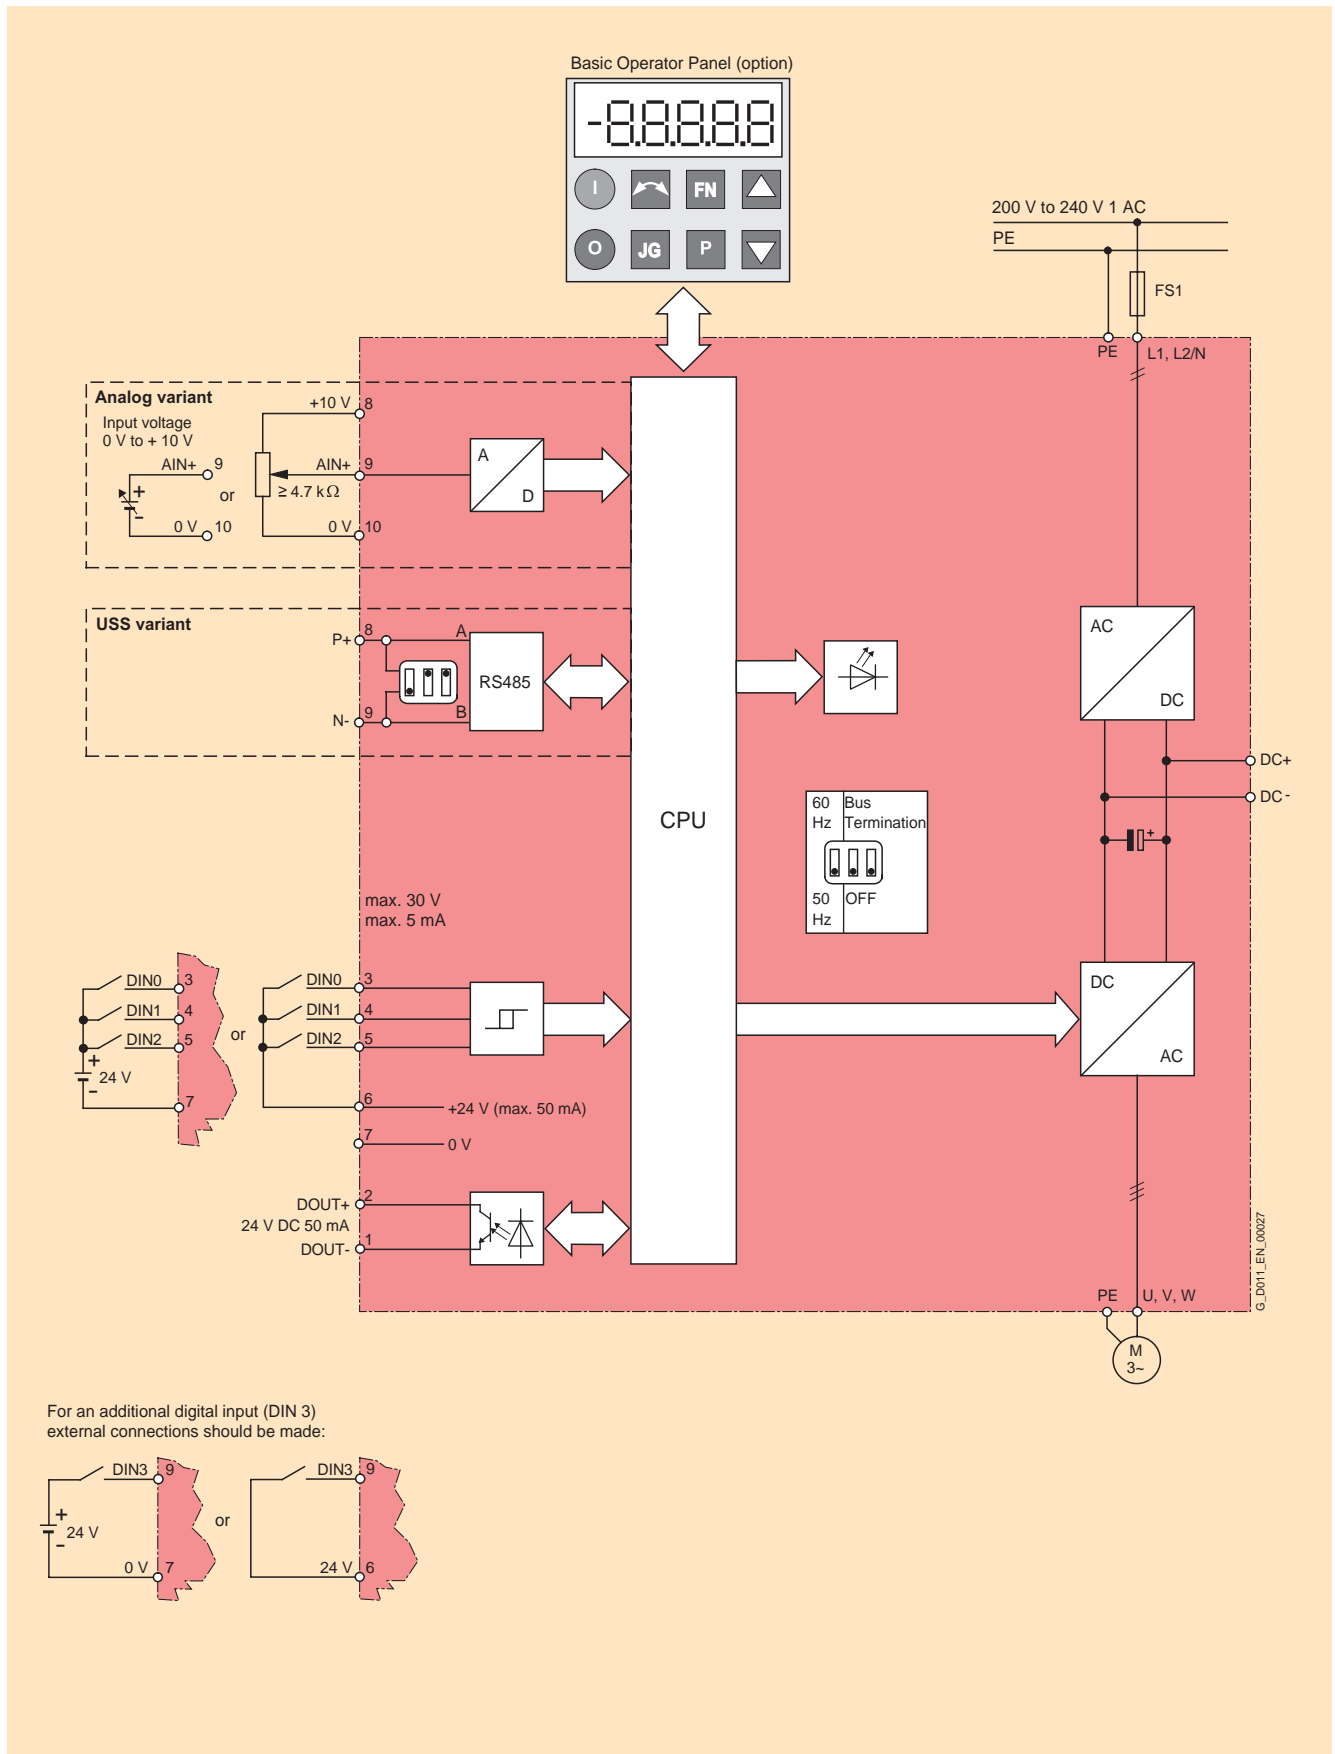 Basic Operator Panel (option)
-8.8.8.8.8
I
FN
O
JG
P
200 V to 240 V 1 AC
PE
FS1
PE
L1, L2/N
Analog variant
Input voltage
0 V to + 10 V
AIN+
9
or
0 V
10
+10 V
8
AIN+
9
≥ 4.7 kΩ
0 V
10
A
D
USS variant
P+
8
A
RS485
N-
9
B
CPU
AC
DC
DC+
DC-
+
60
Hz
Bus
Termination
50
Hz
OFF
max. 30 V
max. 5 mA
DIN0
3
DIN1
4
DIN2
5
+
24 V
-
7
or
DIN0
3
DIN1
4
DIN2
5
6
+24 V (max. 50 mA)
7
0 V
DC
AC
DOUT+
2
24 V DC 50 mA
DOUT-
1
PE
U, V, W
M
3~
G_D011_EN_00027
For an additional digital input (DIN 3)
external connections should be made:
DIN3
9
+
24 V
-
0 V
7
or
DIN3
9
24 V
6